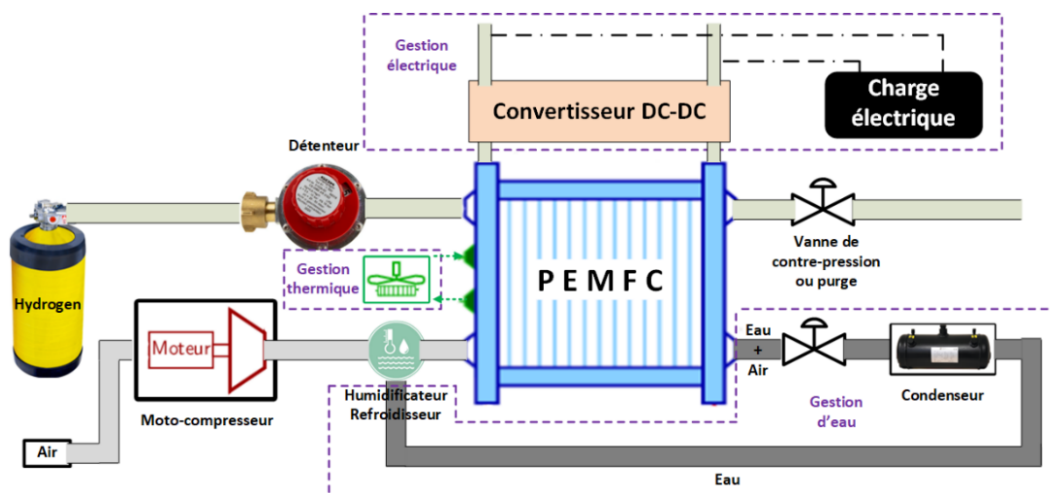 Gestion
électrique
Convertisseur DC-DC
Charge
électrique
Détenteur
Hydrogen
Gestion
thermique
P E M F C
Vanne de
contre-pression
ou purge
Moteur
Moto-compresseur
Air
Humidificateur
Refroidisseur
Eau
+
Air
Gestion
d'eau
Condenseur
Eau